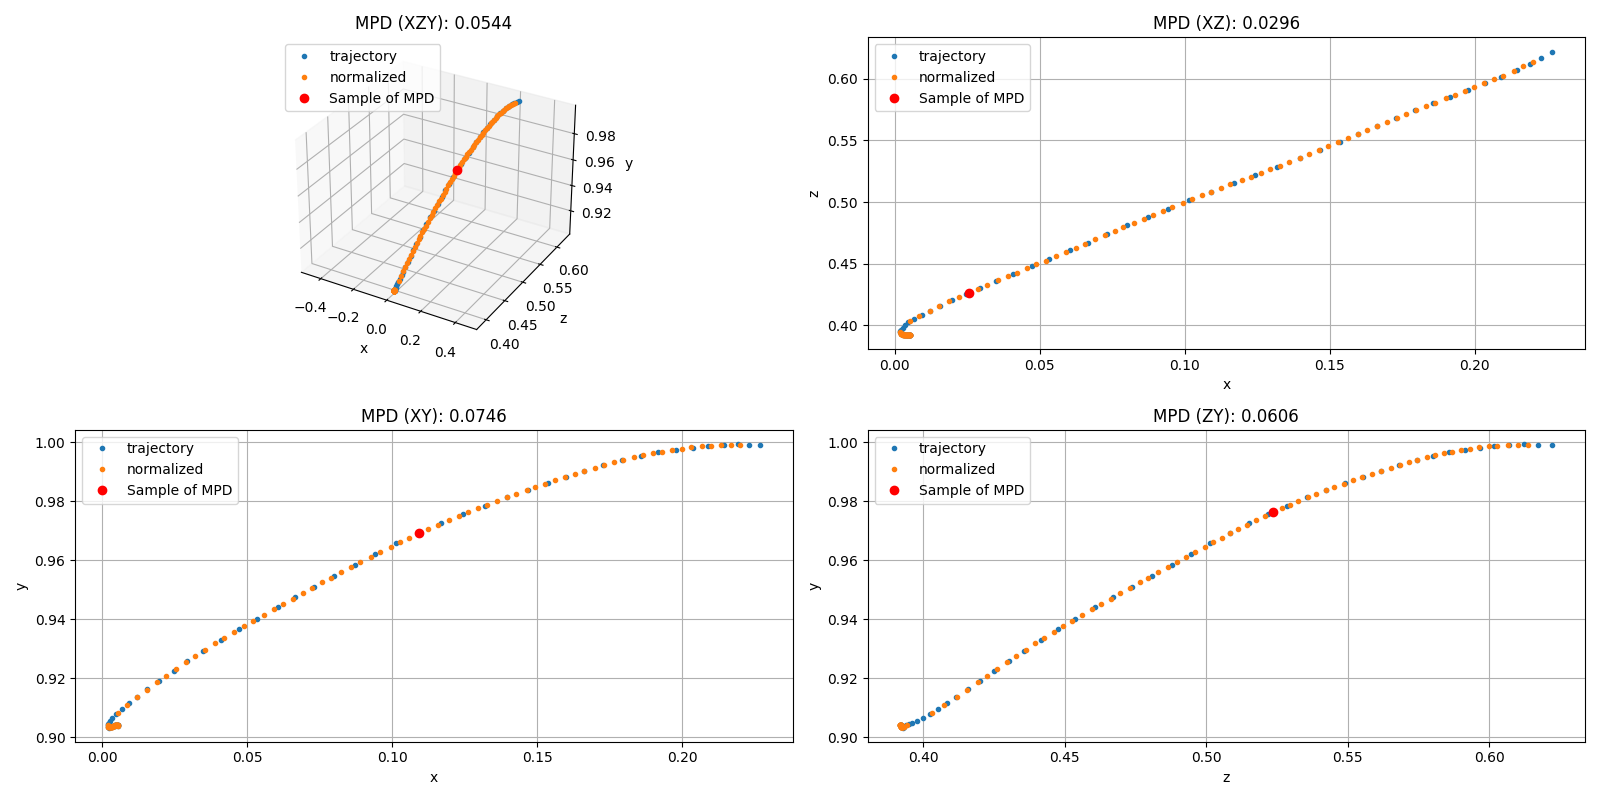 MPD (XZY): 0.0544
trajectory
normalized
Sample of MPD
0.98
0.96
0.94
0.92
y
0.60
0.55
0.50
0.45
0.40
z
−0.4
−0.2
0.0
0.2
0.4
x
MPD (XZ): 0.0296
trajectory
normalized
Sample of MPD
0.60
0.55
0.50
0.45
0.40
z
0.00 0.05 0.10 0.15 0.20
x
MPD (XY): 0.0746
trajectory
normalized
Sample of MPD
1.00
0.98
0.96
0.94
0.92
0.90
y
0.00 0.05 0.10 0.15 0.20
x
MPD (ZY): 0.0606
trajectory
normalized
Sample of MPD
1.00
0.98
0.96
0.94
0.92
0.90
y
0.40 0.45 0.50 0.55 0.60
z